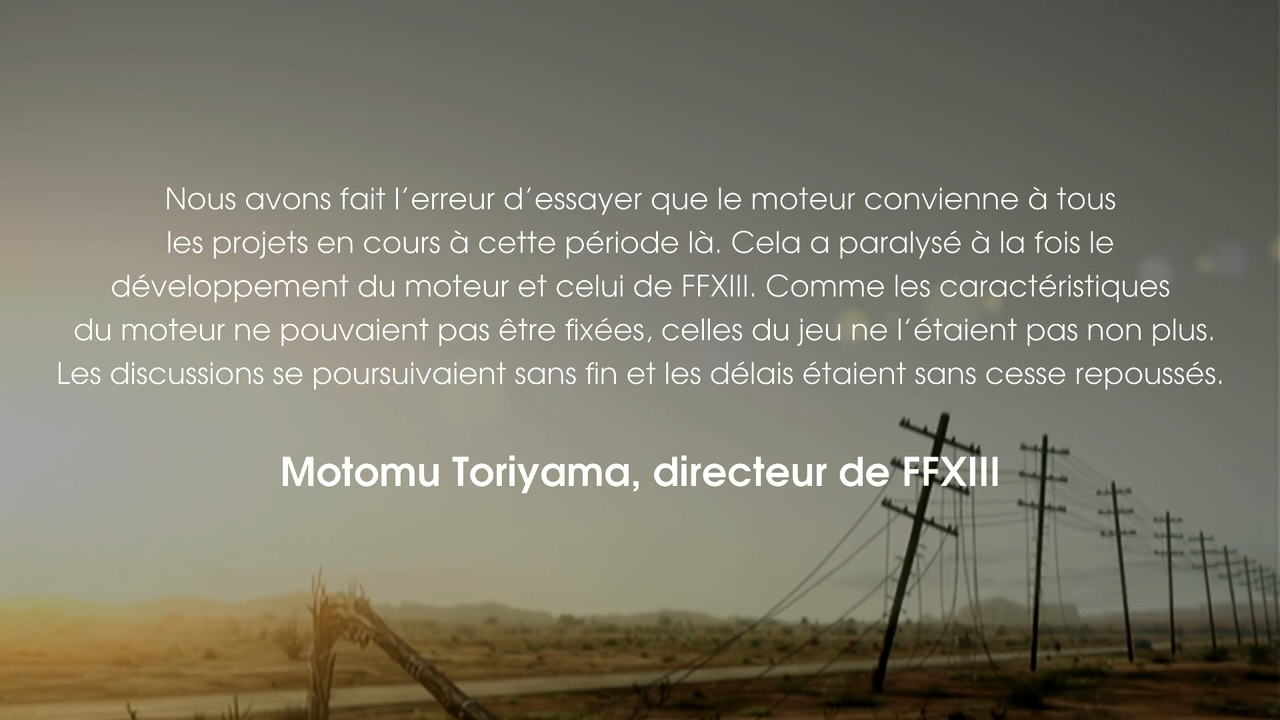 Nous avons fait l’erreur d’essayer que le moteur convienne à tous
les projets en cours à cette période là. Cela a paralysé à la fois le
développement du moteur et celui de FFXIII. Comme les caractéristiques
du moteur ne pouvaient pas être fixées, celles du jeu ne l’étaient pas non plus.
Les discussions se poursuivaient sans fin et les délais étaient sans cesse repoussés.
Motomu Toriyama, directeur de FFXIII